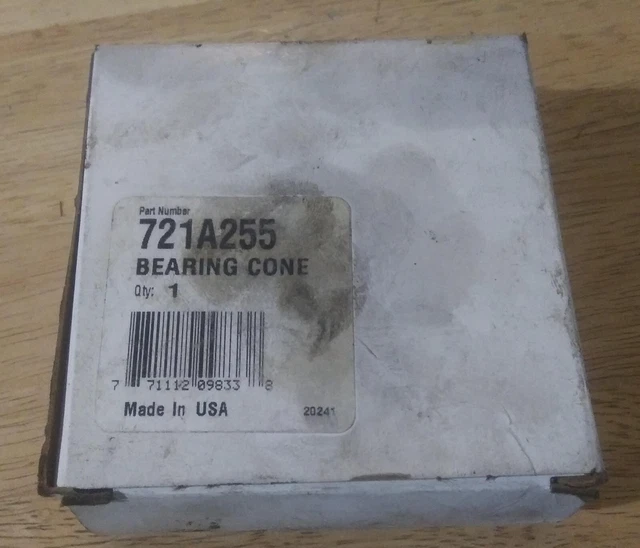 Part Number
721A255
BEARING CONE
Qty: 1
7 71112 09833 8
Made In USA 20241